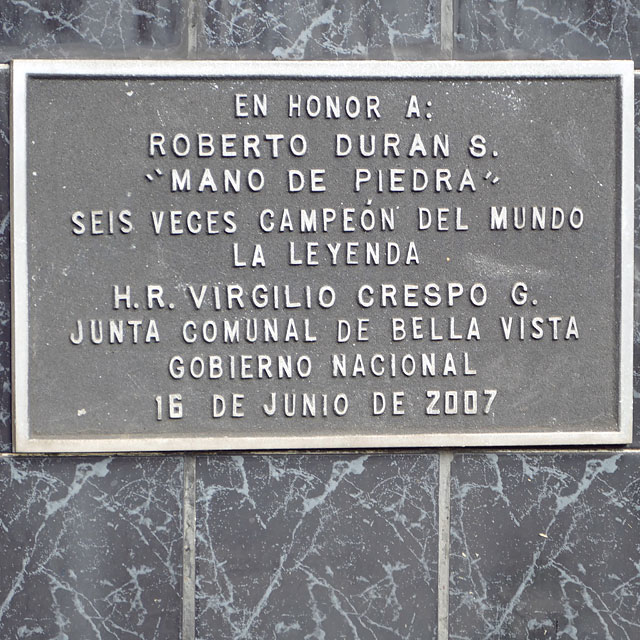 EN HONOR A:
ROBERTO DURAN S.
"MANO DE PIEDRA"
SEIS VECES CAMPEÓN DEL MUNDO
LA LEYENDA
H.R. VIRGILIO CRESPO G.
JUNTA COMUNAL DE BELLA VISTA
GOBIERNO NACIONAL
16 DE JUNIO DE 2007